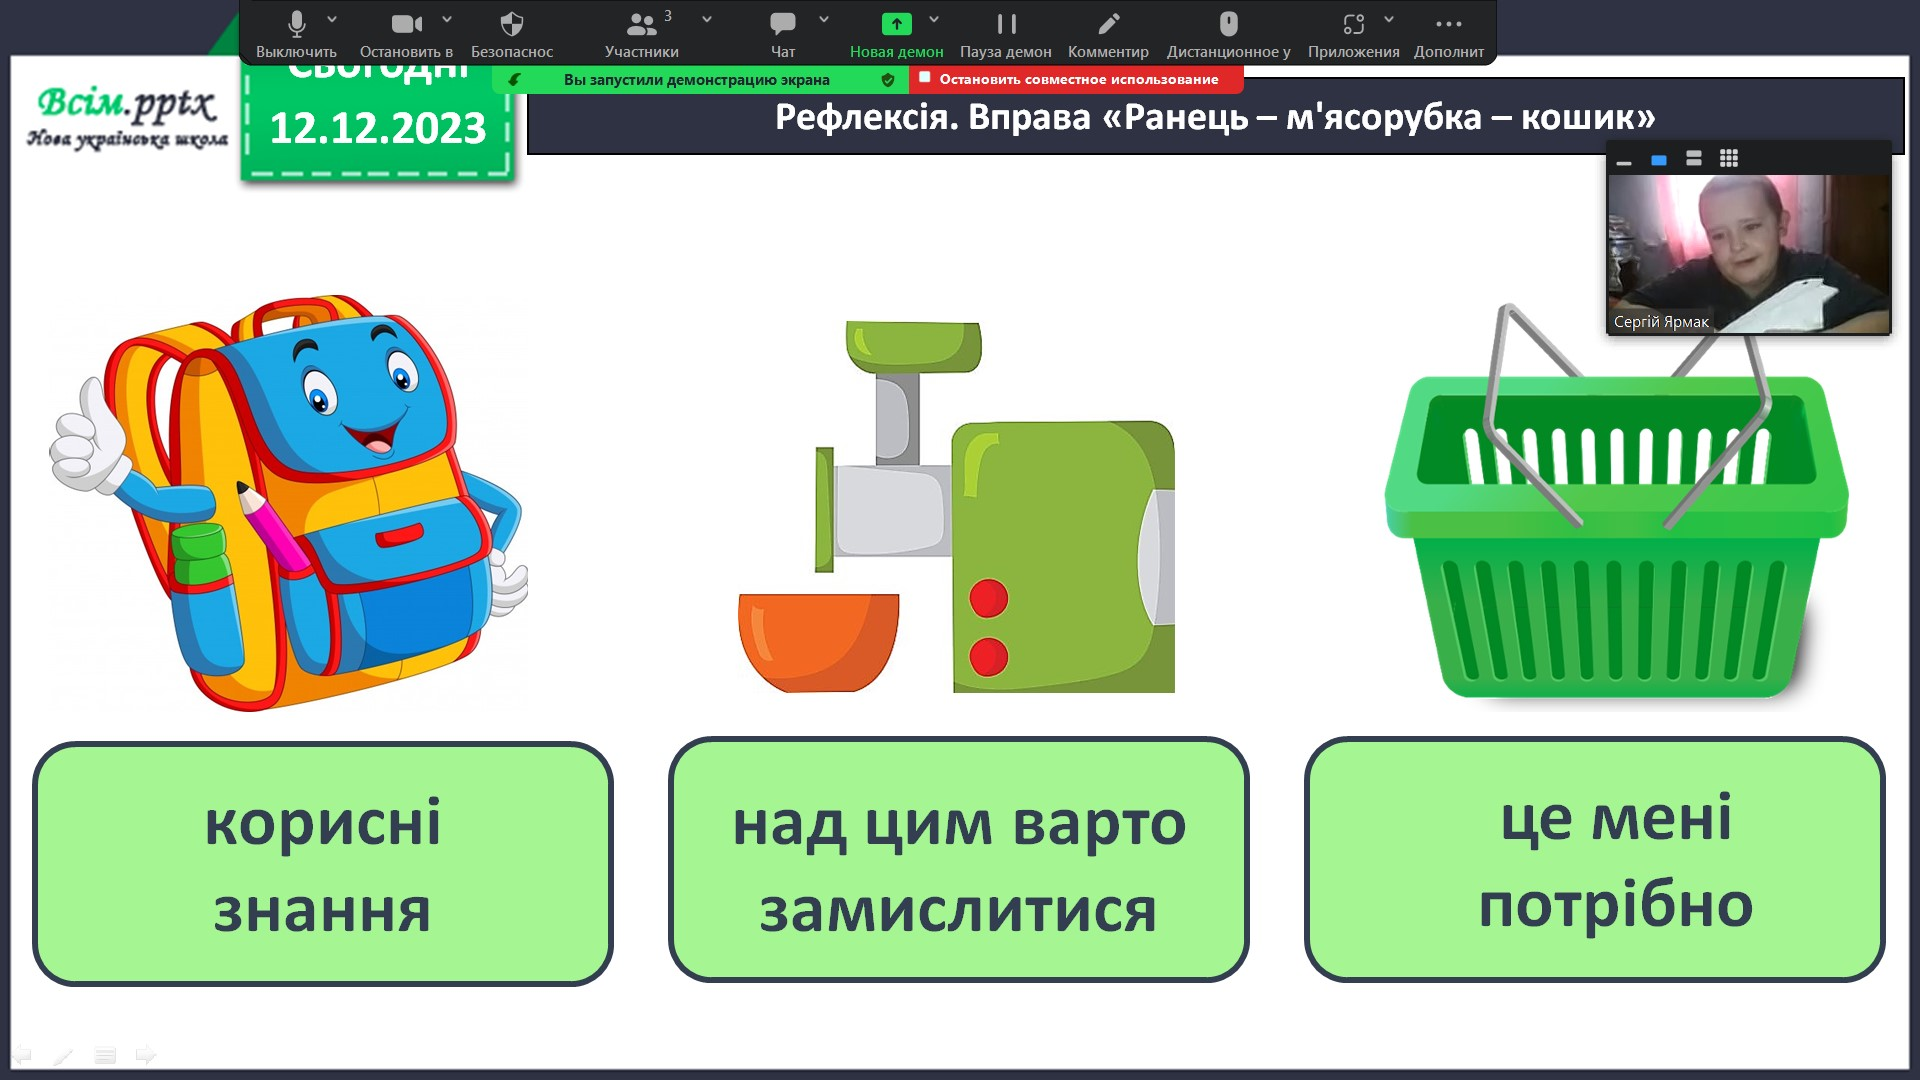 Выключить
Остановить в
Безопаснос
Участники
3
Чат
Новая демон
Пауза демон
Комментир
Дистанционное у
Приложения
Дополнит
Вы запустили демонстрацию экрана
Остановить совместное использование
Всім.pptx
Нова українська школа
Сьогодні
12.12.2023
Рефлексія. Вправа «Ранець – м'ясорубка – кошик»
Сергій Ярмак
корисні
знання
над цим варто
замислитися
це мені
потрібно